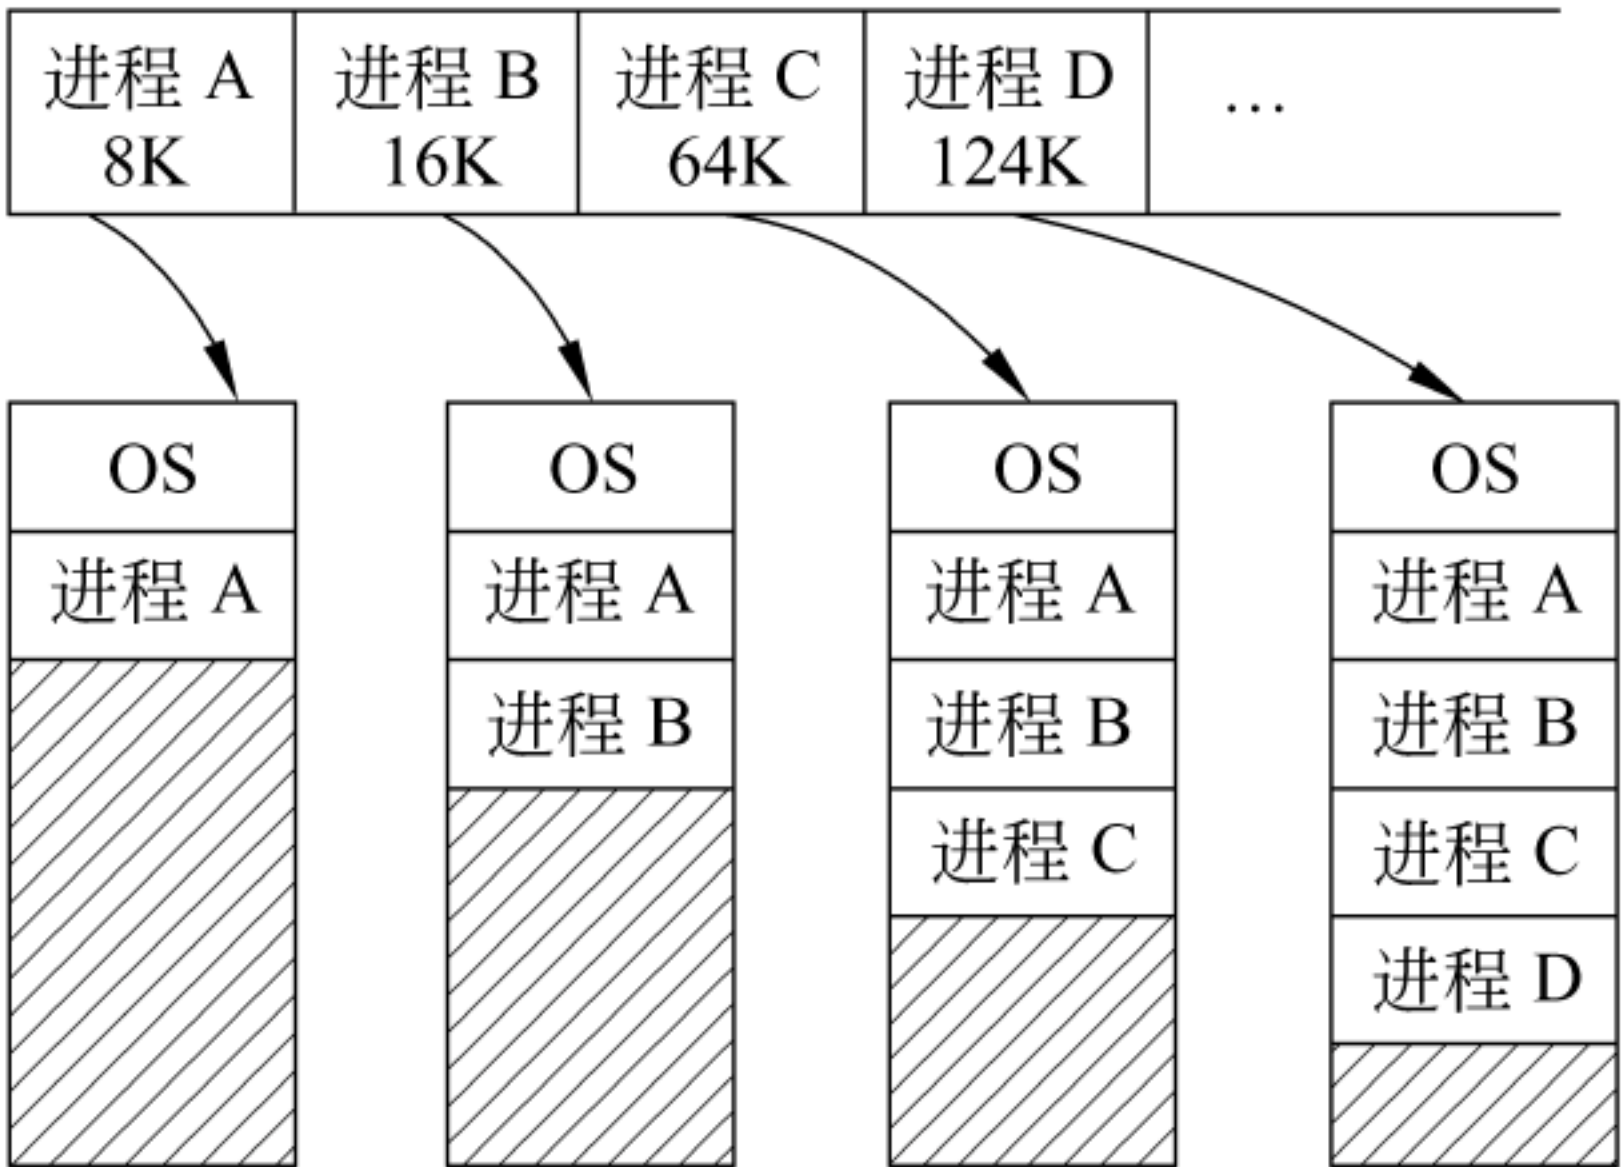 进程 A 进程 B 进程 C 进程 D …
8K 16K 64K 124K
OS OS OS OS
进程 A 进程 A 进程 A 进程 A
进程 B 进程 B 进程 B
进程 C 进程 C
进程 D